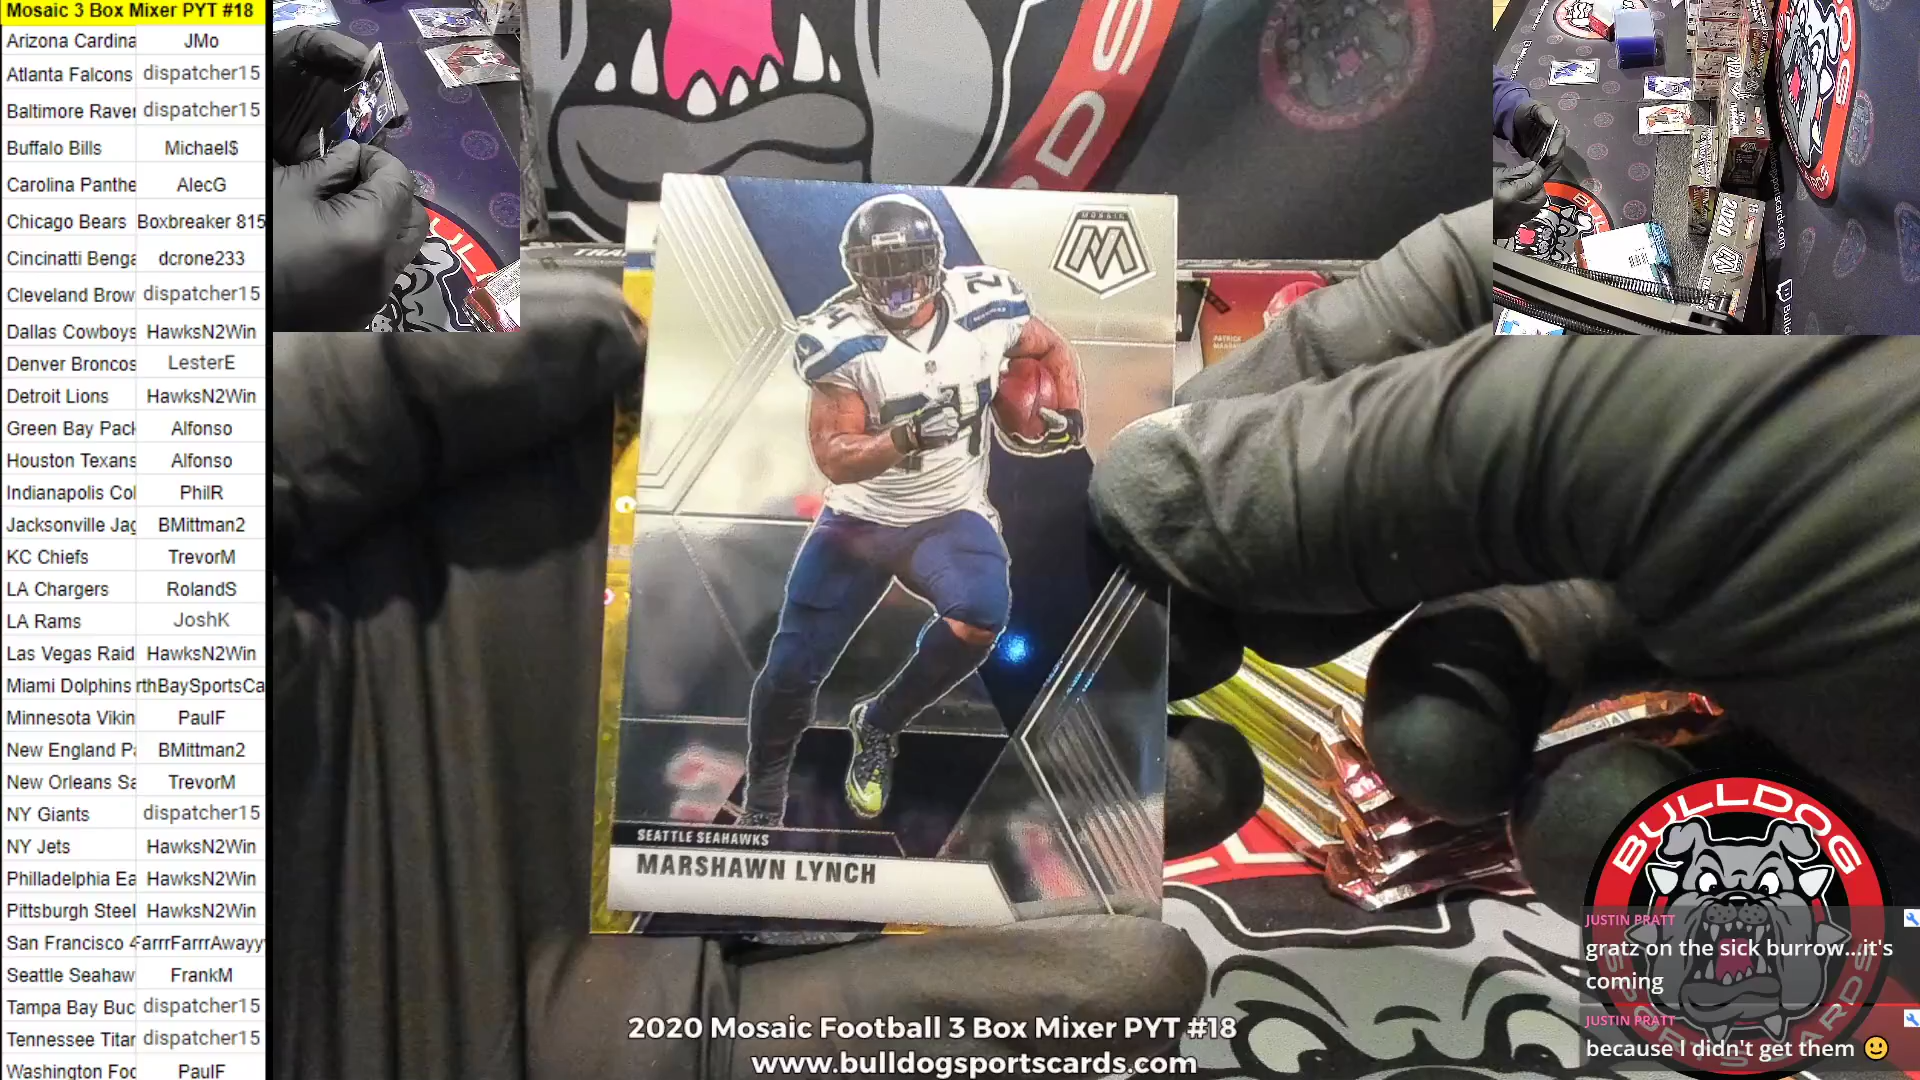 Mosaic 3 Box Mixer PYT #18
Arizona Cardina JMo
Atlanta Falcons dispatcher15
Baltimore Raver dispatcher15
Buffalo Bills Michael$
Carolina Panthe AlecG
Chicago Bears Boxbreaker 815
Cincinatti Benga dcrone233
Cleveland Brow dispatcher15
Dallas Cowboys HawksN2Win
Denver Broncos LesterE
Detroit Lions HawksN2Win
Green Bay Pack Alfonso
Houston Texans Alfonso
Indianapolis Col PhilR
Jacksonville Jag BMittman2
KC Chiefs TrevorM
LA Chargers RolandS
LA Rams JoshK
Las Vegas Raid HawksN2Win
Miami Dolphins rthBaySportsCa
Minnesota Vikin PaulF
New England Pa BMittman2
New Orleans Sa TrevorM
NY Giants dispatcher15
NY Jets HawksN2Win
Philadelphia Ea HawksN2Win
Pittsburgh Steel HawksN2Win
San Francisco 4 FarrrFarrrAwayy
Seattle Seahaw FrankM
Tampa Bay Buc dispatcher15
Tennessee Titar dispatcher15
Washington Foo PaulF
MOSAIC
M
24
SEATTLE SEAHAWKS
MARSHAWN LYNCH
PATRICK
2020
BULLDOG
SPORTSCARDS
JUSTIN PRATT
gratz on the sick burrow...it's
coming
JUSTIN PRATT
because I didn't get them 🙂
2020 Mosaic Football 3 Box Mixer PYT #18
www.bulldogsportscards.com